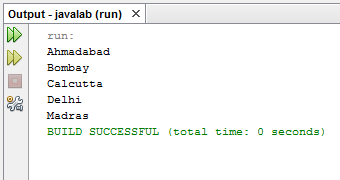 Output - javalab (run)
run:
Ahmadabad
Bombay
Calcutta
Delhi
Madras
BUILD SUCCESSFUL (total time: 0 seconds)